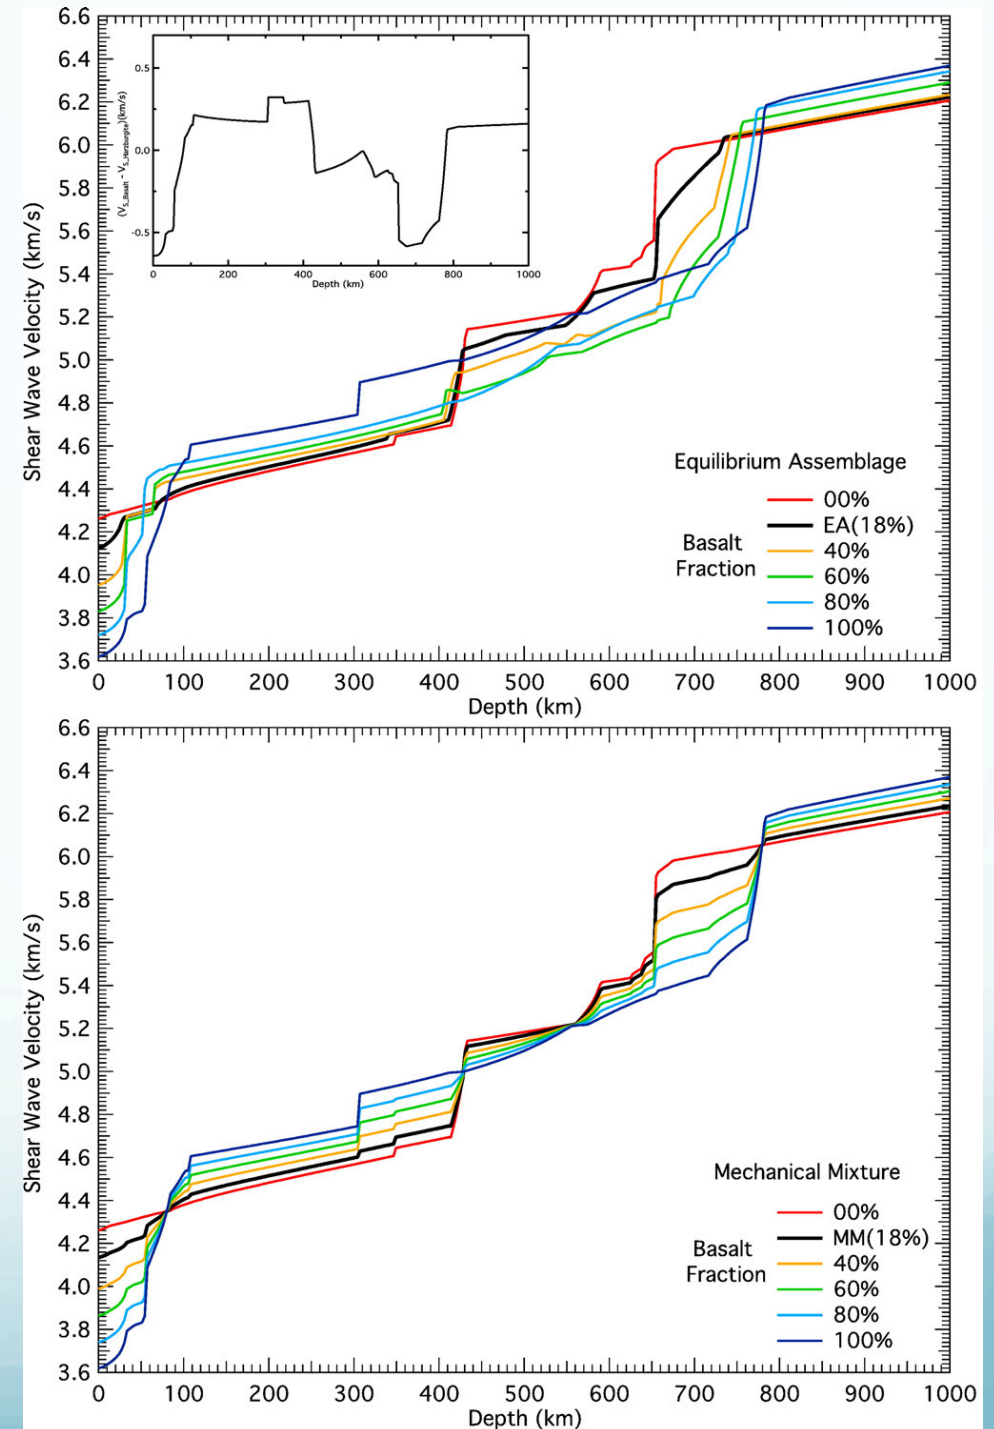 6.6
6.4
6.2
6.0
5.8
5.6
5.4
5.2
5.0
4.8
4.6
4.4
4.2
4.0
3.8
3.6
Shear Wave Velocity (km/s)
0.5
0.0
-0.5
(V_S_Basalt - V_S_Harzburgite)(km/s)
0 200 400 600 800 1000
Depth (km)
Equilibrium Assemblage
Basalt
Fraction
00%
EA(18%)
40%
60%
80%
100%
0 100 200 300 400 500 600 700 800 900 1000
Depth (km)
6.6
6.4
6.2
6.0
5.8
5.6
5.4
5.2
5.0
4.8
4.6
4.4
4.2
4.0
3.8
3.6
Shear Wave Velocity (km/s)
Mechanical Mixture
Basalt
Fraction
00%
MM(18%)
40%
60%
80%
100%
0 100 200 300 400 500 600 700 800 900 1000
Depth (km)